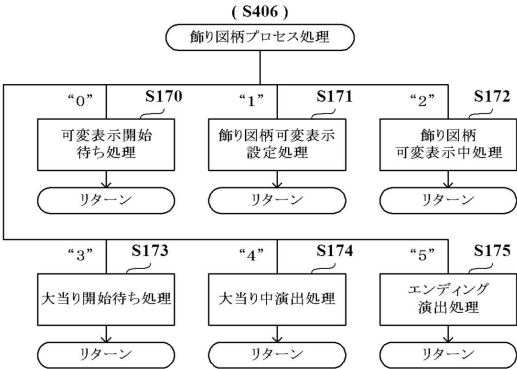 ( S406 )
飾り図柄プロセス処理
“0” S170
可変表示開始
待ち処理
リターン
“1” S171
飾り図柄可変表示
設定処理
リターン
“2” S172
飾り図柄
可変表示中処理
リターン
“3” S173
大当り開始待ち処理
リターン
“4” S174
大当り中演出処理
リターン
“5” S175
エンディング
演出処理
リターン